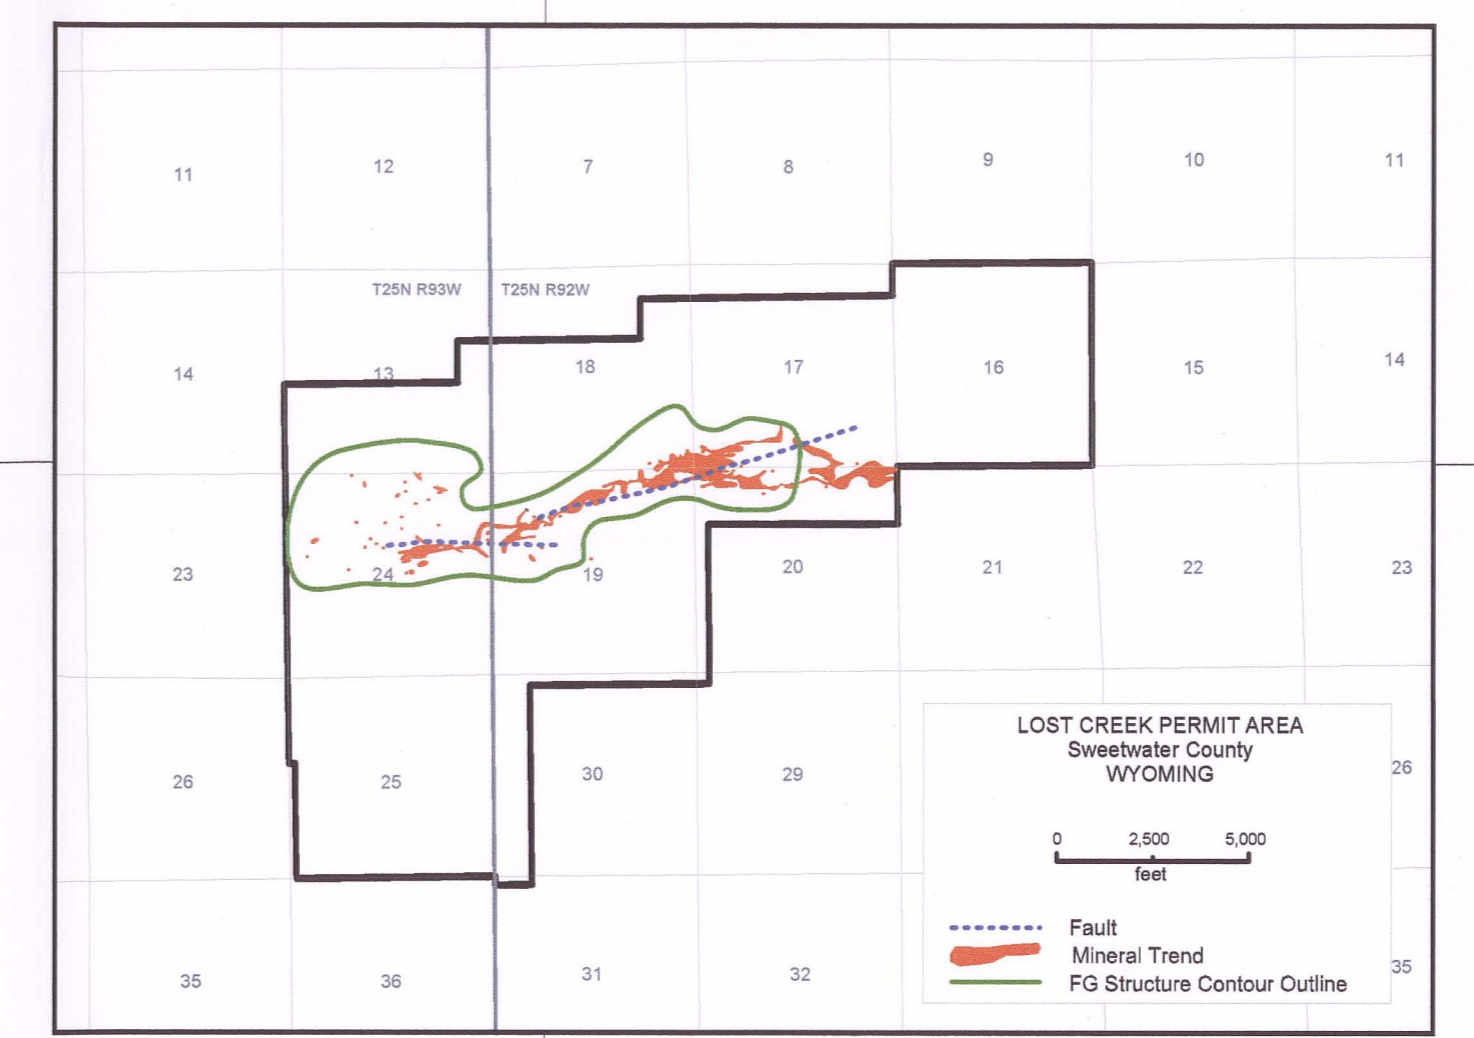 11 12 7 8 9 10 11
T25N R93W T25N R92W
14 13 18 17 16 15 14
23 24 19 20 21 22 23
26 25 30 29 26
35 36 31 32 35
LOST CREEK PERMIT AREA
Sweetwater County
WYOMING
0 2,500 5,000
feet
Fault
Mineral Trend
FG Structure Contour Outline